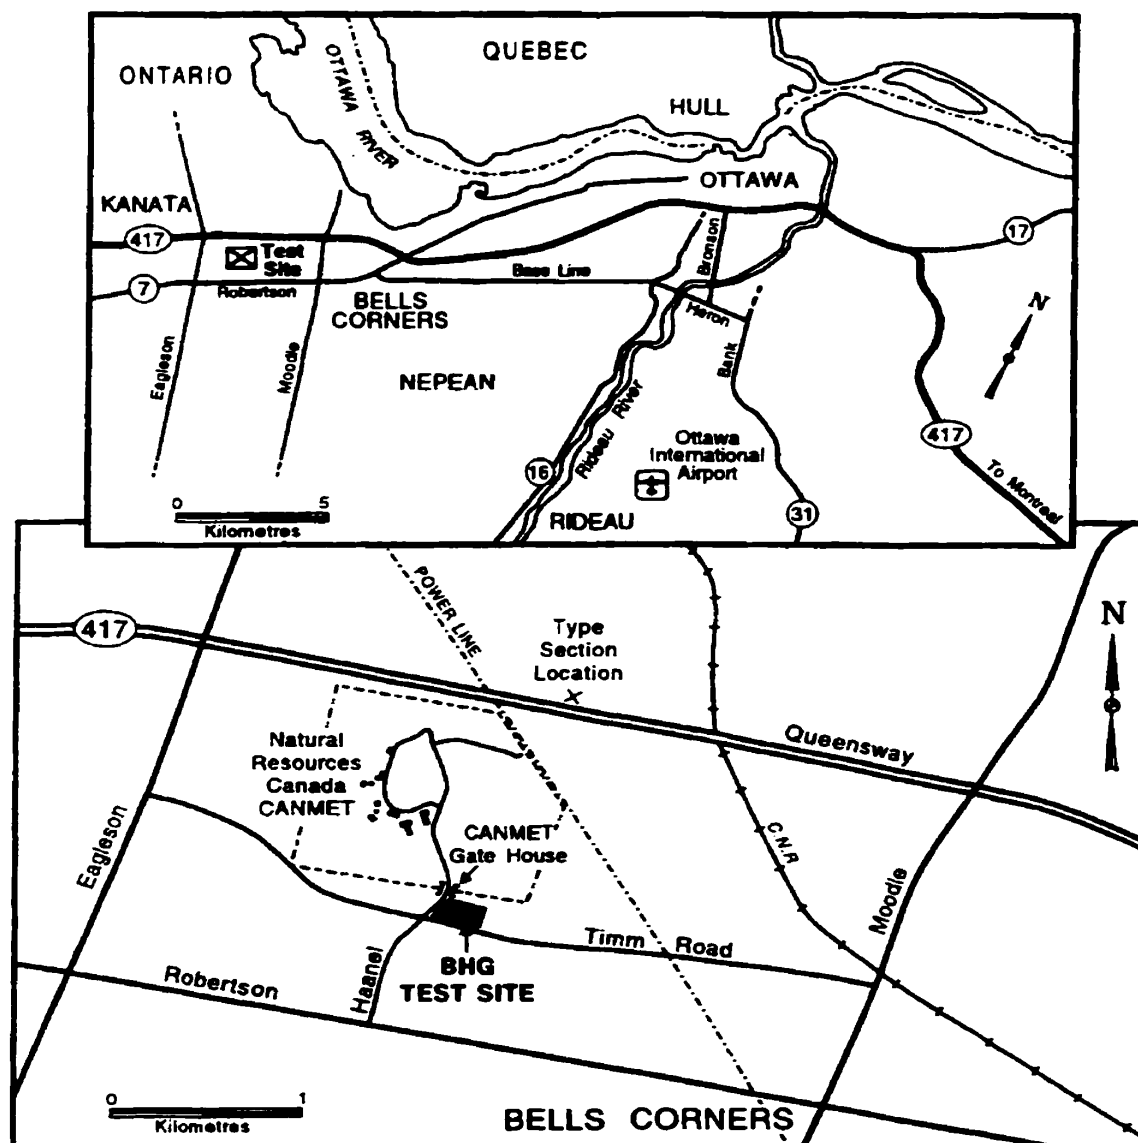 QUEBEC
ONTARIO
OTTAWA RIVER
HULL
OTTAWA
KANATA
417
Test
Site
7
Robertson
Base Line
Bronson
17
BELLS
CORNERS
Heron
N
Eagleson
Moodie
NEPEAN
Bank
Rideau River
Ottawa
International
Airport
417
To Montreal
16
0 5
Kilometres
RIDEAU
31
POWER LINE
417
Type
Section
Location
N
Queensway
Natural
Resources
Canada
CANMET
CANMET
Gate House
Eagleson
C.N.R
Moodie
Timm Road
BHG
TEST SITE
Haanel
Robertson
0 1
Kilometres
BELLS CORNERS